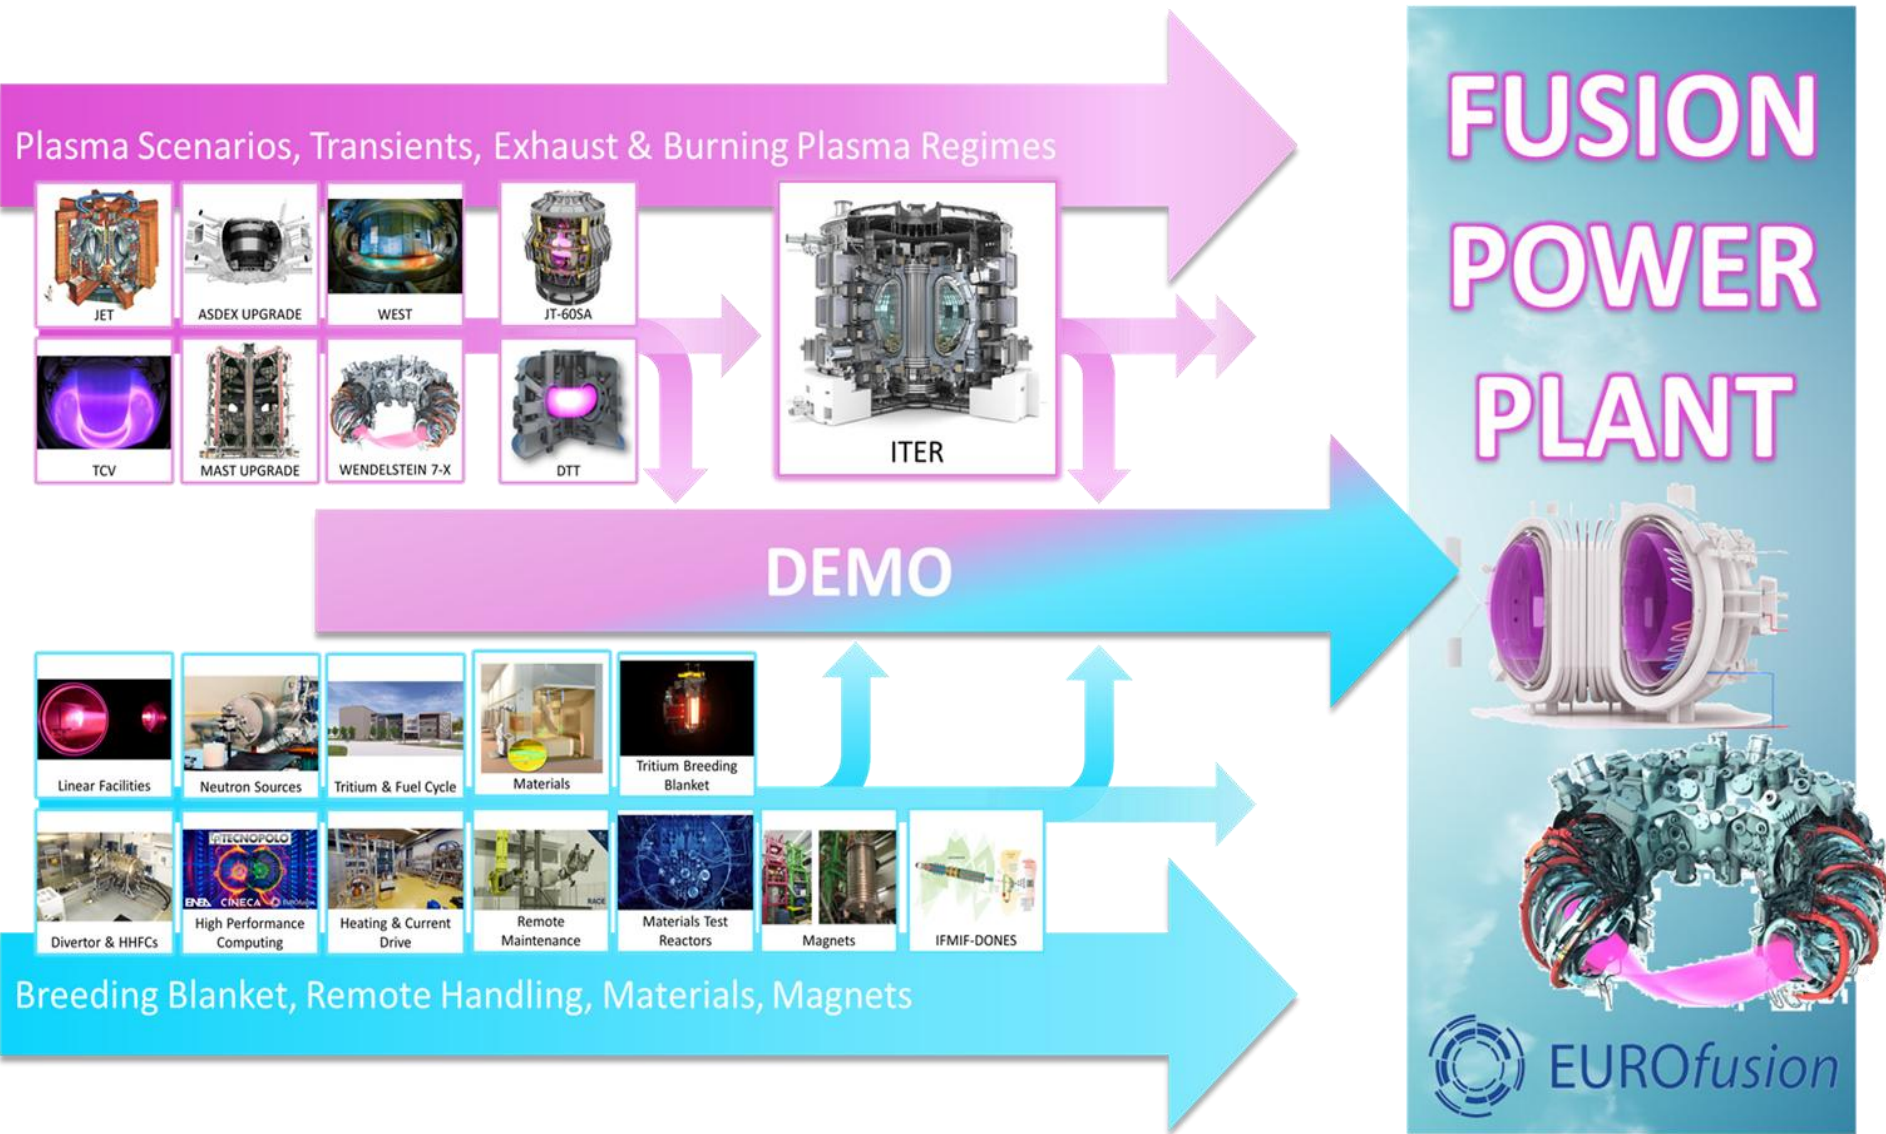 Plasma Scenarios, Transients, Exhaust & Burning Plasma Regimes
JET
ASDEX UPGRADE
WEST
JT-60SA
TCV
MAST UPGRADE
WENDELSTEIN 7-X
DTT
ITER
DEMO
Linear Facilities
Neutron Sources
Tritium & Fuel Cycle
Materials
Tritium Breeding
Blanket
Divertor & HHFCs
TECNOPOLO
ENEA CINECA EUROfusion
High Performance
Computing
Heating & Current
Drive
RACE
Remote
Maintenance
Materials Test
Reactors
Magnets
IFMIF-DONES
Breeding Blanket, Remote Handling, Materials, Magnets
FUSION
POWER
PLANT
EUROfusion